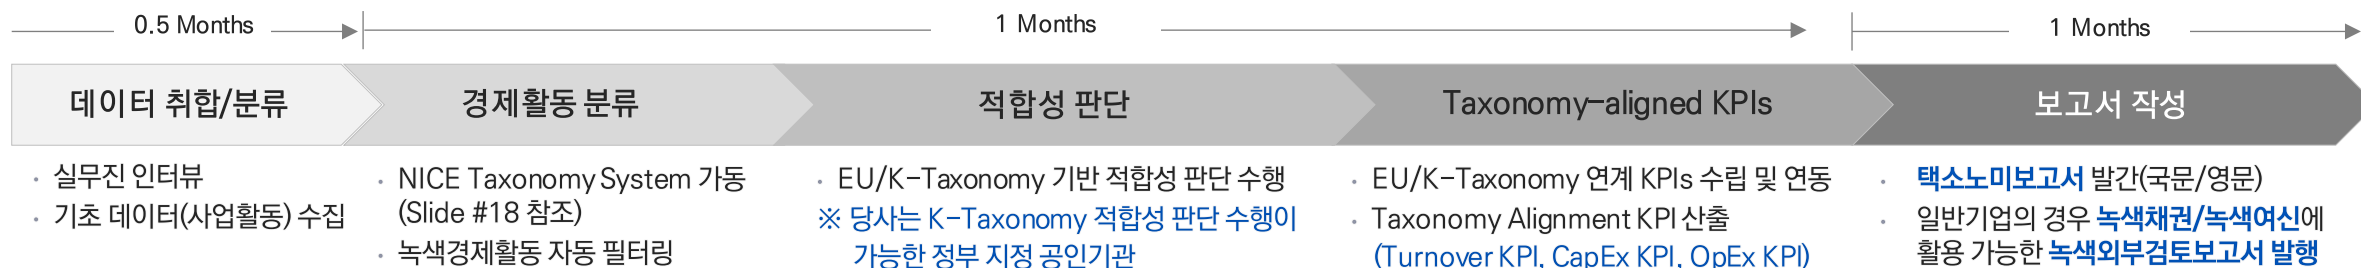 0.5 Months
1 Months
1 Months
데이터 취합/분류
경제활동 분류
적합성 판단
Taxonomy-aligned KPIs
보고서 작성
· 실무진 인터뷰
· 기초 데이터(사업활동) 수집
· NICE Taxonomy System 가동
(Slide #18 참조)
· 녹색경제활동 자동 필터링
· EU/K-Taxonomy 기반 적합성 판단 수행
※ 당사는 K-Taxonomy 적합성 판단 수행이
가능한 정부 지정 공인기관
· EU/K-Taxonomy 연계 KPIs 수립 및 연동
· Taxonomy Alignment KPI 산출
(Turnover KPI, CapEx KPI, OpEx KPI)
· 택소노미보고서 발간(국문/영문)
· 일반기업의 경우 녹색채권/녹색여신에
활용 가능한 녹색외부검토보고서 발행